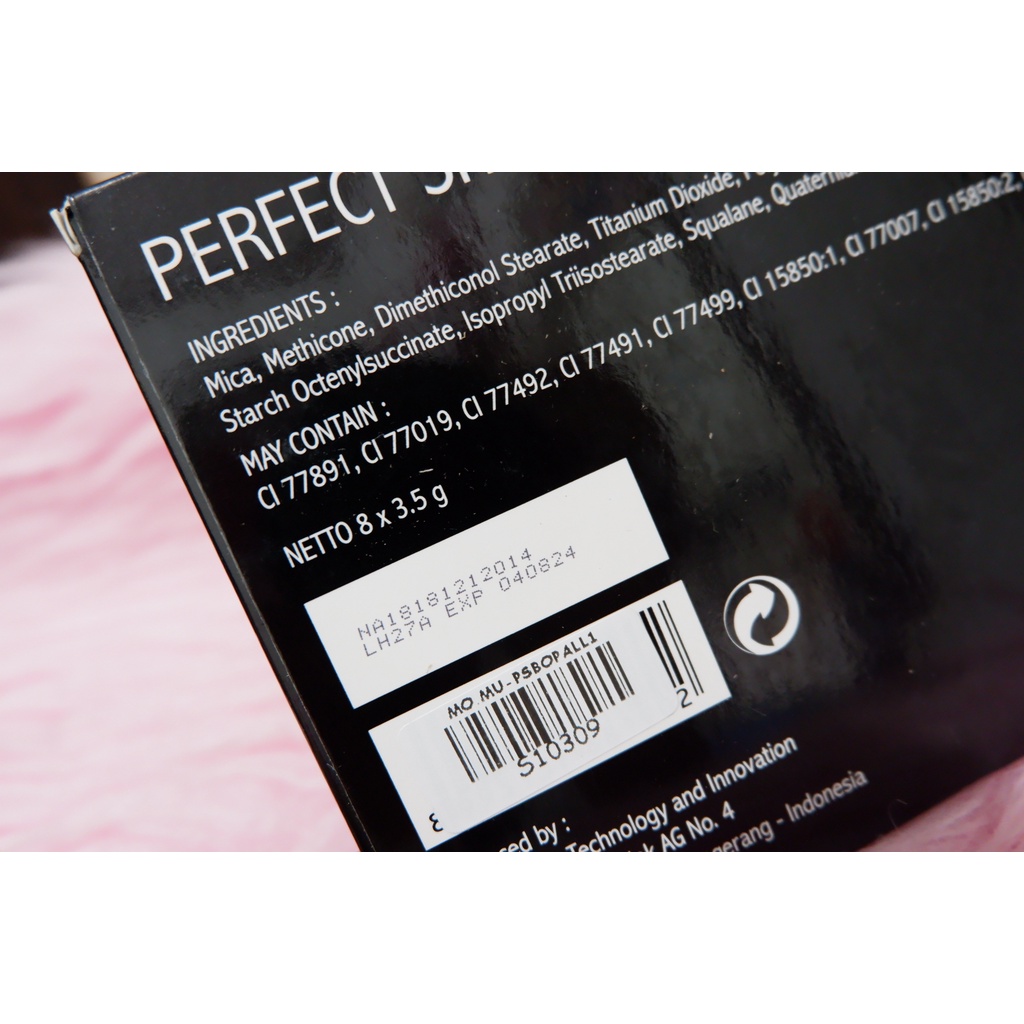 PERFECT
INGREDIENTS :
Mica, Methicone, Dimethiconol Stearate, Titanium Dioxide,
Starch Octenylsuccinate, Isopropyl Triisostearate, Squalane,
MAY CONTAIN :
CI 77891, CI 77019, CI 77492, CI 77491, CI 77499, CI 15850:1, CI 77007, CI 15850:2,
NETTO 8 x 3.5 g
NA18181212014
LH27A EXP 040824
MO MU-PSBOPALL1
S10309
3
2
by :
Technology and Innovation
AG No. 4
- Indonesia